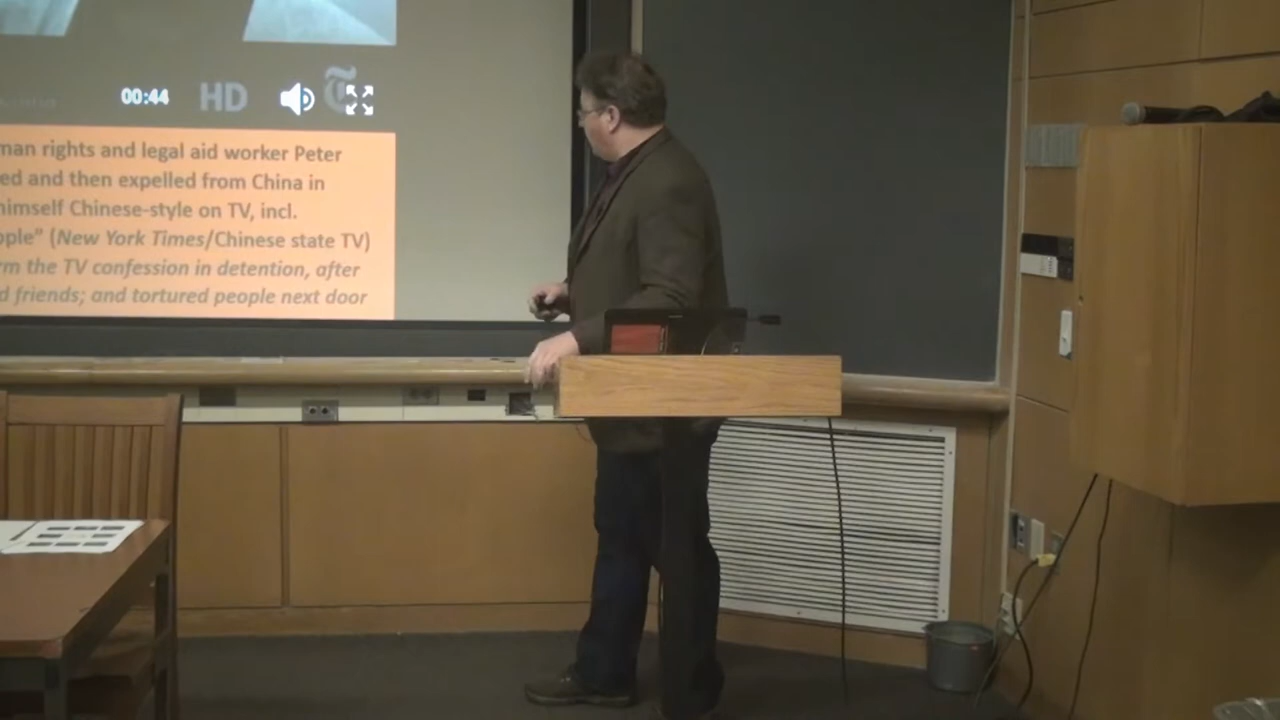 00:44 HD T
man rights and legal aid worker Peter
ed and then expelled from China in
himself Chinese-style on TV, incl.
ople" (New York Times/Chinese state TV)
rm the TV confession in detention, after
d friends; and tortured people next door